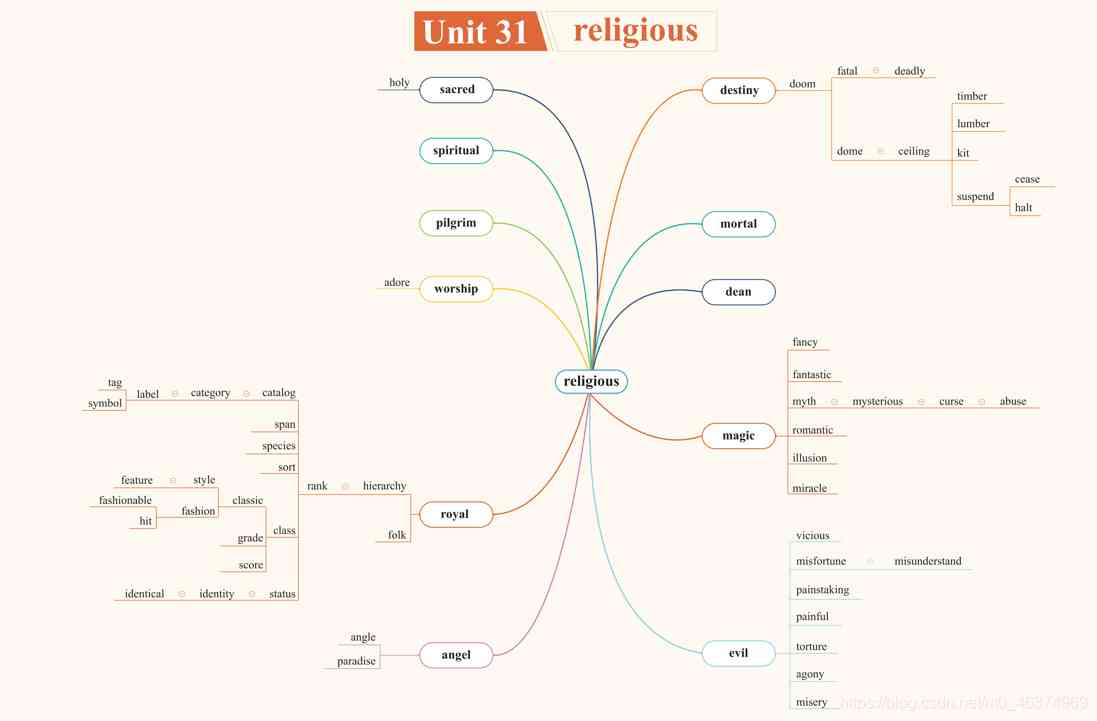 Unit 31 religious
holy sacred
spiritual
pilgrim
adore worship
religious
destiny doom
fatal deadly
dome ceiling
timber
lumber
kit
suspend
cease
halt
mortal
dean
magic
fancy
fantastic
myth mysterious curse abuse
romantic
illusion
miracle
royal
hierarchy rank
folk
catalog category label
tag
symbol
span
species
sort
class
classic
fashion
style feature
fashionable
hit
grade
score
status identity identical
angel
angle
paradise
evil
vicious
misfortune misunderstand
painstaking
painful
torture
agony
misery
https://blog.csdn.net/m0_46374969